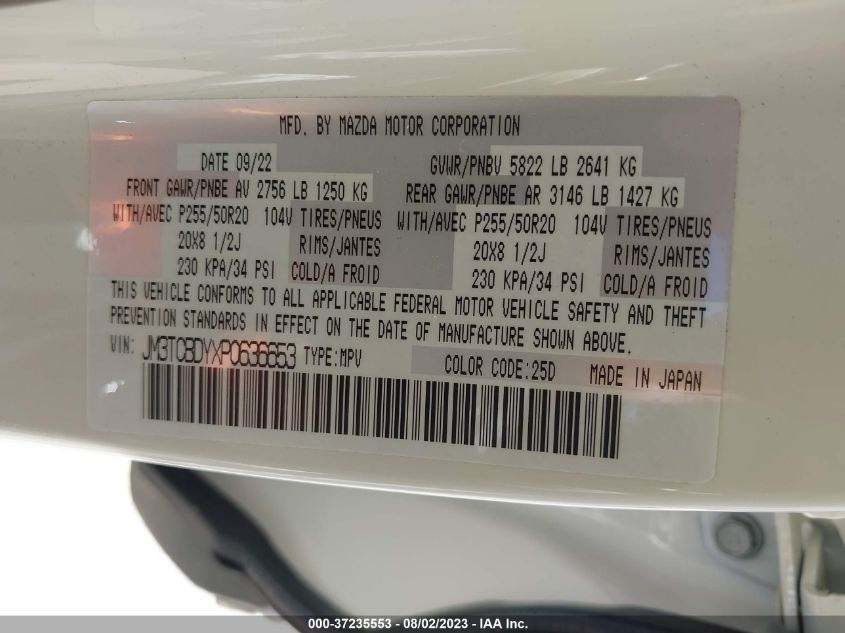 MFD. BY MAZDA MOTOR CORPORATION
DATE 09/22 GVWR/PNBV 5822 LB 2641 KG
FRONT GAWR/PNBE AV 2756 LB 1250 KG REAR GAWR/PNBE AR 3146 LB 1427 KG
WITH/AVEC P255/50R20 104V TIRES/PNEUS WITH/AVEC P255/50R20 104V TIRES/PNEUS
20X8 1/2J RIMS/JANTES 20X8 1/2J RIMS/JANTES
230 KPA/34 PSI COLD/A FROID 230 KPA/34 PSI COLD/A FROID
THIS VEHICLE CONFORMS TO ALL APPLICABLE FEDERAL MOTOR VEHICLE SAFETY AND THEFT
PREVENTION STANDARDS IN EFFECT ON THE DATE OF MANUFACTURE SHOWN ABOVE.
VIN: JM3TCBDYXP0636653 TYPE:MPV COLOR CODE:25D MADE IN JAPAN
000-37235553 - 08/02/2023 - IAA Inc.